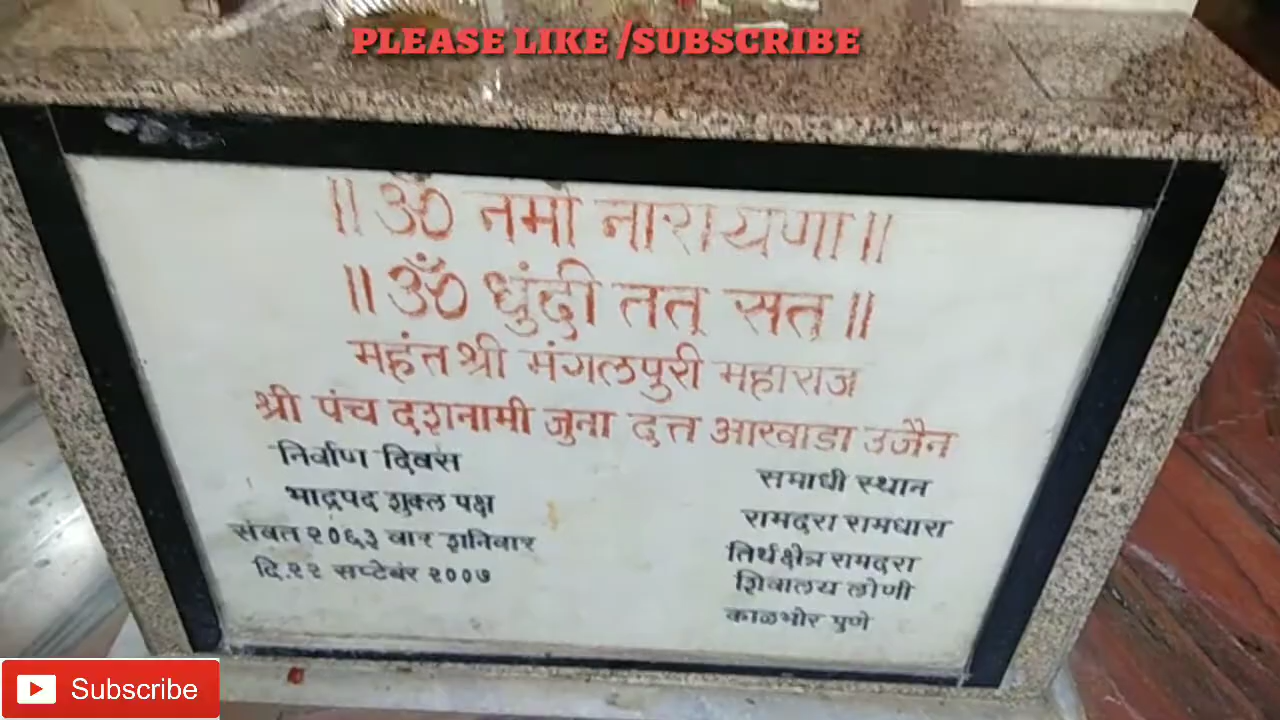 PLEASE LIKE /SUBSCRIBE
॥ ॐ नमो नारायणा ॥
॥ ॐ धुंदी तत् सत् ॥
महंत श्री मंगलपुरी महाराज
श्री पंच दशनामी जुना दत्त आखाडा उजैन
निर्वाण दिवस
भाद्रपद शुक्ल पक्ष
संवत २०६३ वार शनिवार
दि.२२ सप्टेबंर २००७
समाधी स्थान
रामदरा रामधारा
तिर्थक्षेत्र रामदरा
शिवालय लोणी
काळभोर पुणे
Subscribe